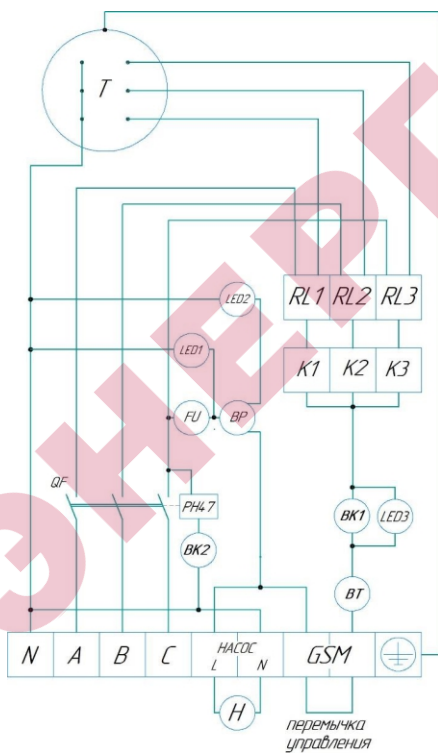 T
RL1 RL2 RL3
LED2
LED1
K1 K2 K3
FU BP
QF
РН47
BK1 LED3
BK2
BT
N A B C НАСОС L N GSM
H
перемычка
управления
ЭНЕРГ